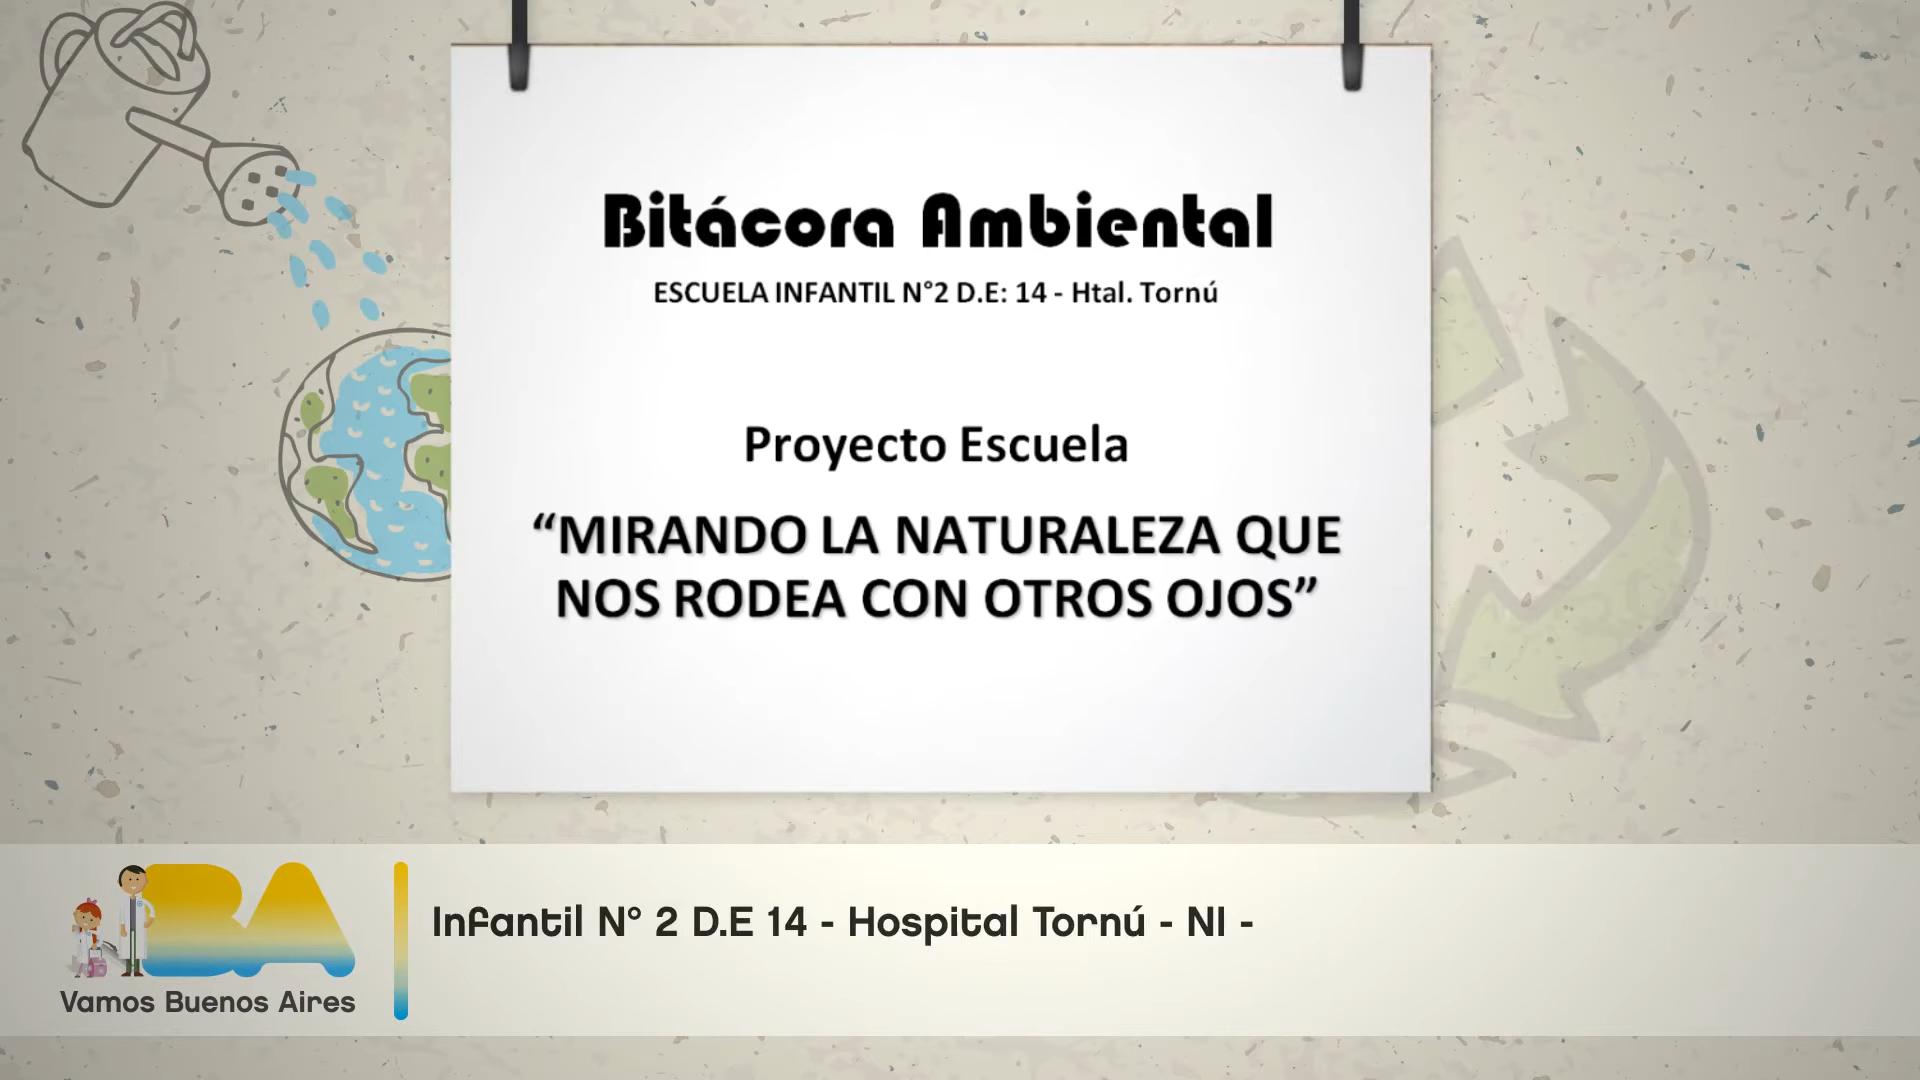 Bitácora Ambiental
ESCUELA INFANTIL N°2 D.E: 14 - Htal. Tornú
Proyecto Escuela
“MIRANDO LA NATURALEZA QUE
NOS RODEA CON OTROS OJOS”
BA
Vamos Buenos Aires
Infantil N° 2 D.E 14 - Hospital Tornú - NI -